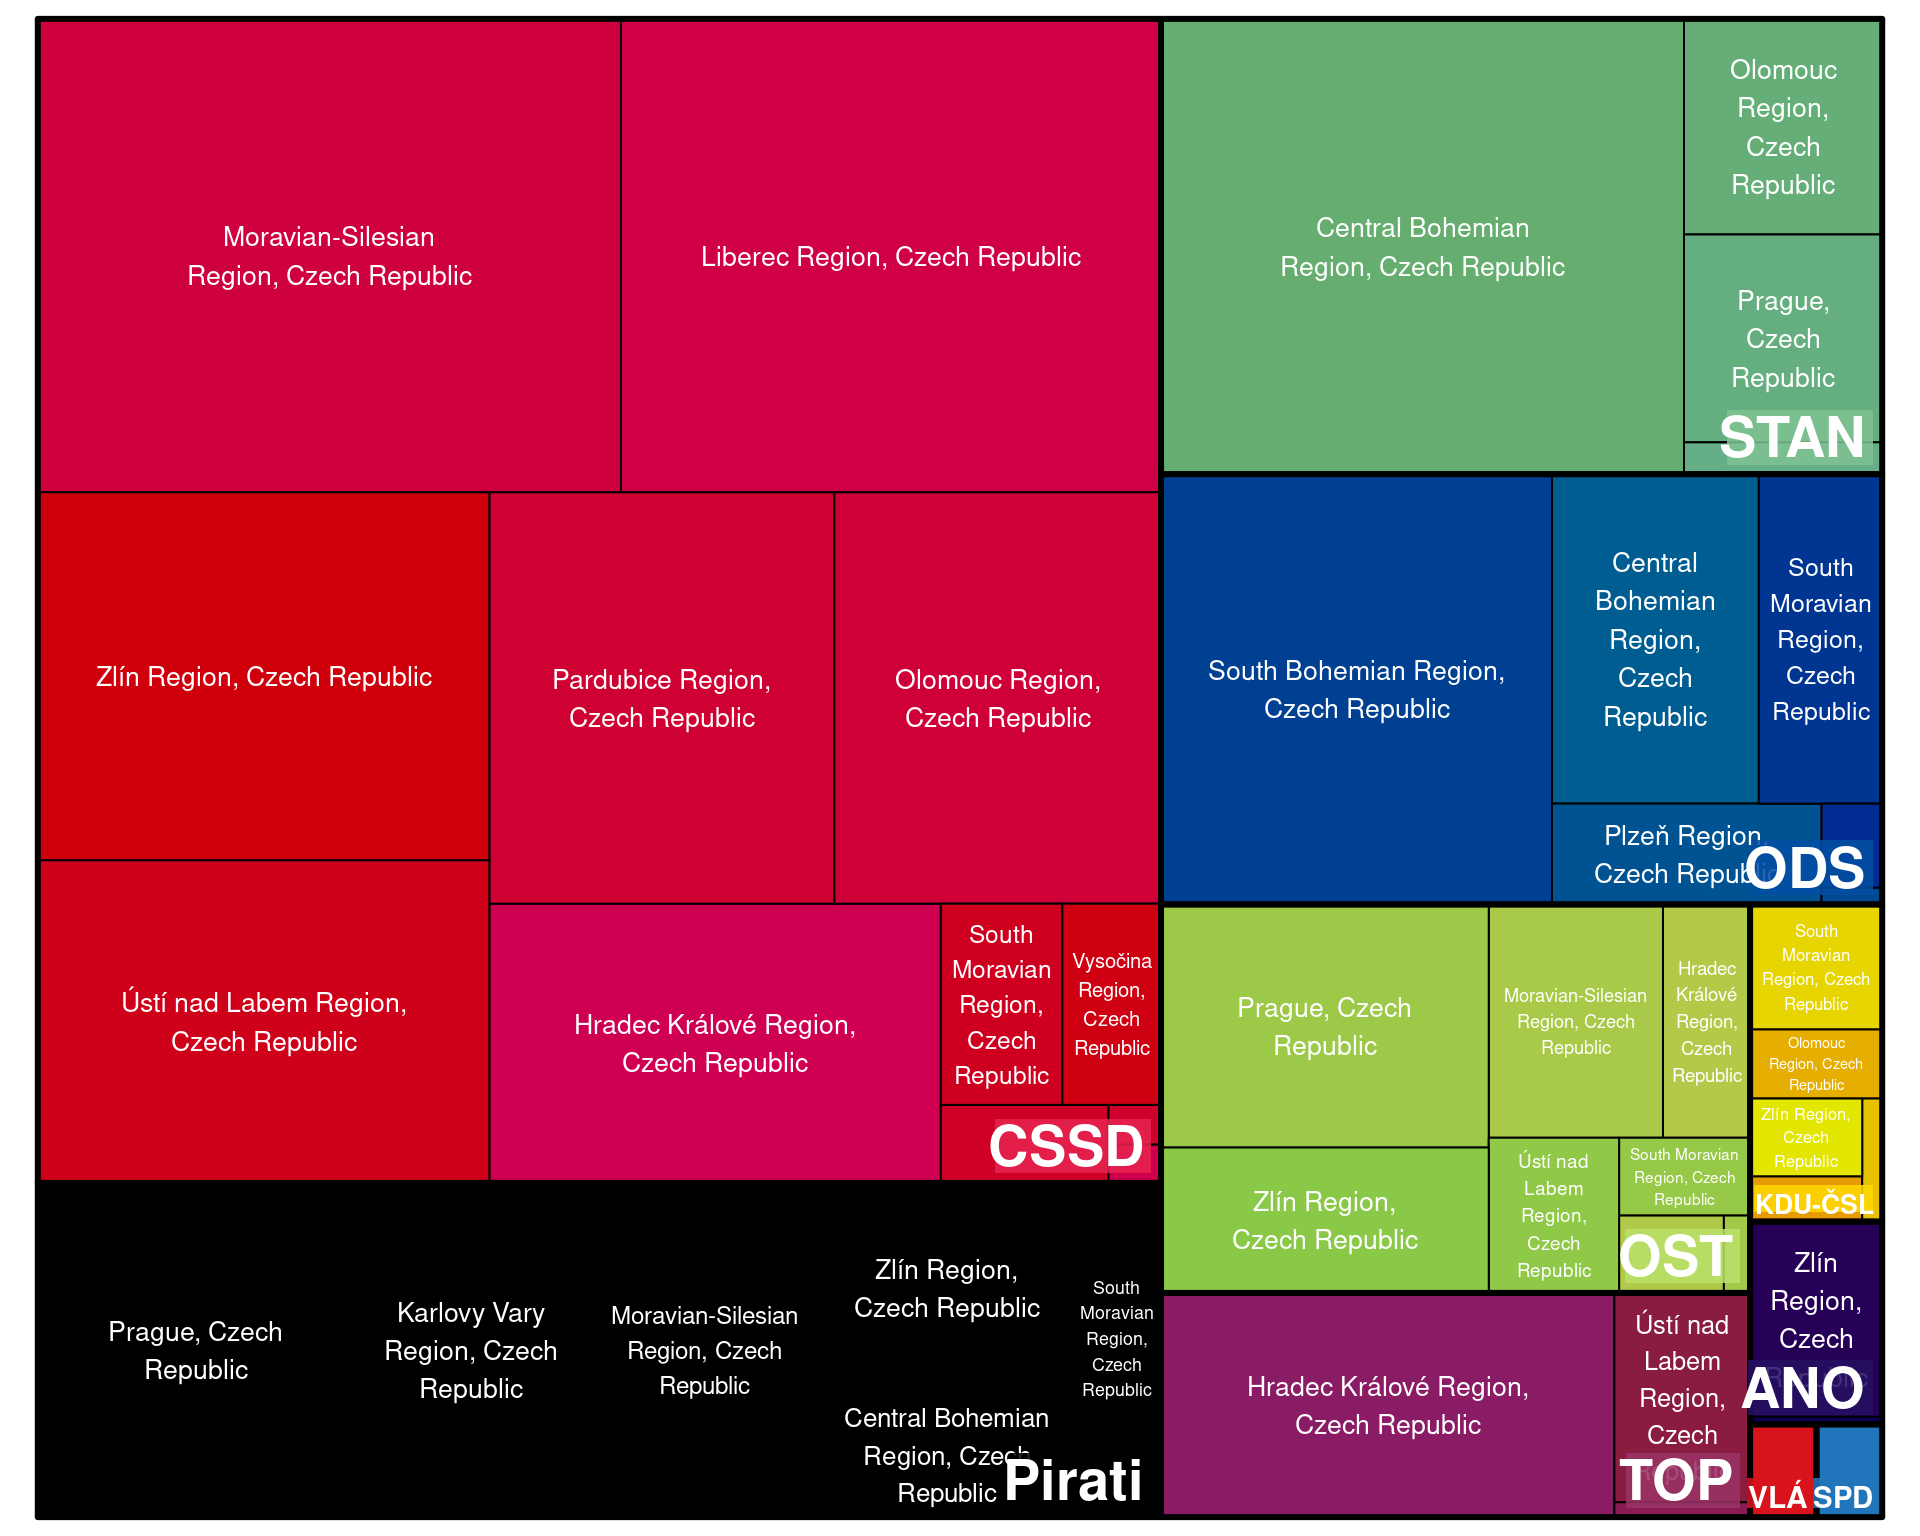 Moravian-Silesian
Region, Czech Republic
Liberec Region, Czech Republic
Zlín Region, Czech Republic
Pardubice Region,
Czech Republic
Olomouc Region,
Czech Republic
Ústí nad Labem Region,
Czech Republic
Hradec Králové Region,
Czech Republic
South
Moravian
Region,
Czech
Republic
Vysočina
Region,
Czech
Republic
CSSD
Prague, Czech
Republic
Karlovy Vary
Region, Czech
Republic
Moravian-Silesian
Region, Czech
Republic
Zlín Region,
Czech Republic
Central Bohemian
Region, Czech
Republic
South
Moravian
Region,
Czech
Republic
Pirati
Central Bohemian
Region, Czech Republic
Olomouc
Region,
Czech
Republic
Prague,
Czech
Republic
STAN
South Bohemian Region,
Czech Republic
Central
Bohemian
Region,
Czech
Republic
South
Moravian
Region,
Czech
Republic
Plzeň Region,
Czech Republic
ODS
Prague, Czech
Republic
Moravian-Silesian
Region, Czech
Republic
Hradec
Králové
Region,
Czech
Republic
Zlín Region,
Czech Republic
Ústí nad
Labem
Region,
Czech
Republic
South Moravian
Region, Czech
Republic
OST
South
Moravian
Region, Czech
Republic
Olomouc
Region, Czech
Republic
Zlín Region,
Czech
Republic
KDU-ČSL
Zlín
Region,
Czech
Republic
ANO
Hradec Králové Region,
Czech Republic
Ústí nad
Labem
Region,
Czech
Republic
TOP
VLÁ
SPD